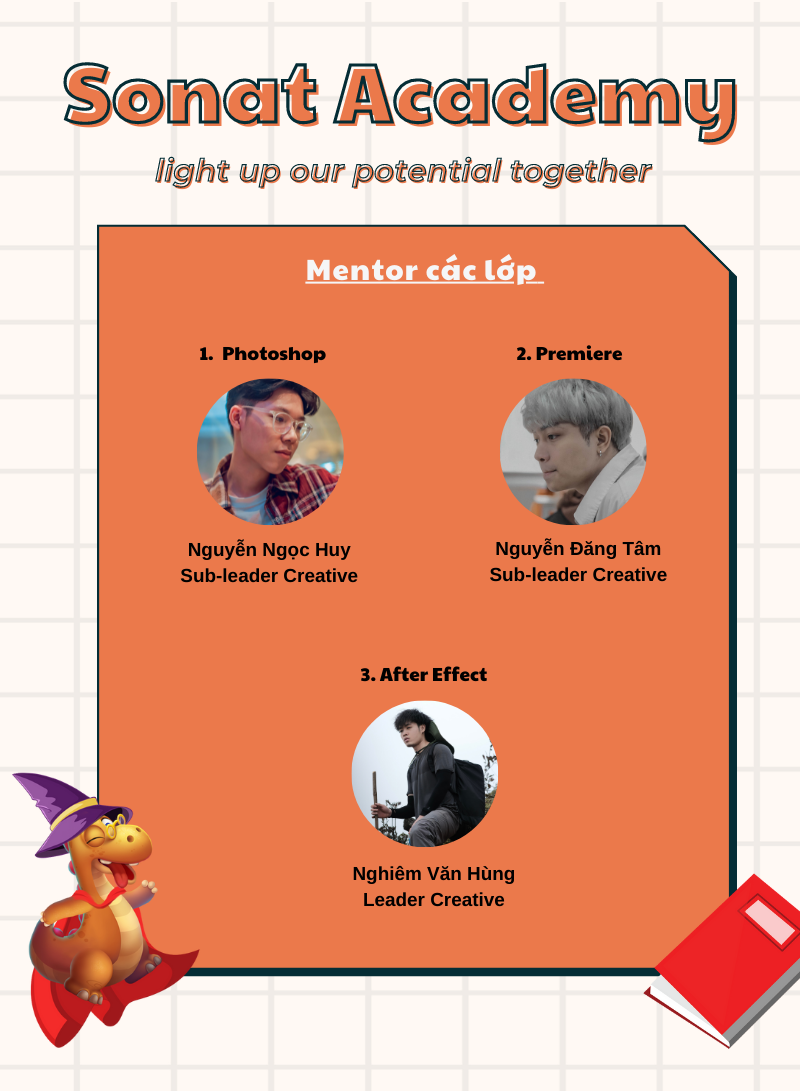 Sonat Academy
light up our potential together
Mentor các lớp
1. Photoshop
2. Premiere
Nguyễn Ngọc Huy
Sub-leader Creative
Nguyễn Đăng Tâm
Sub-leader Creative
3. After Effect
Nghiêm Văn Hùng
Leader Creative